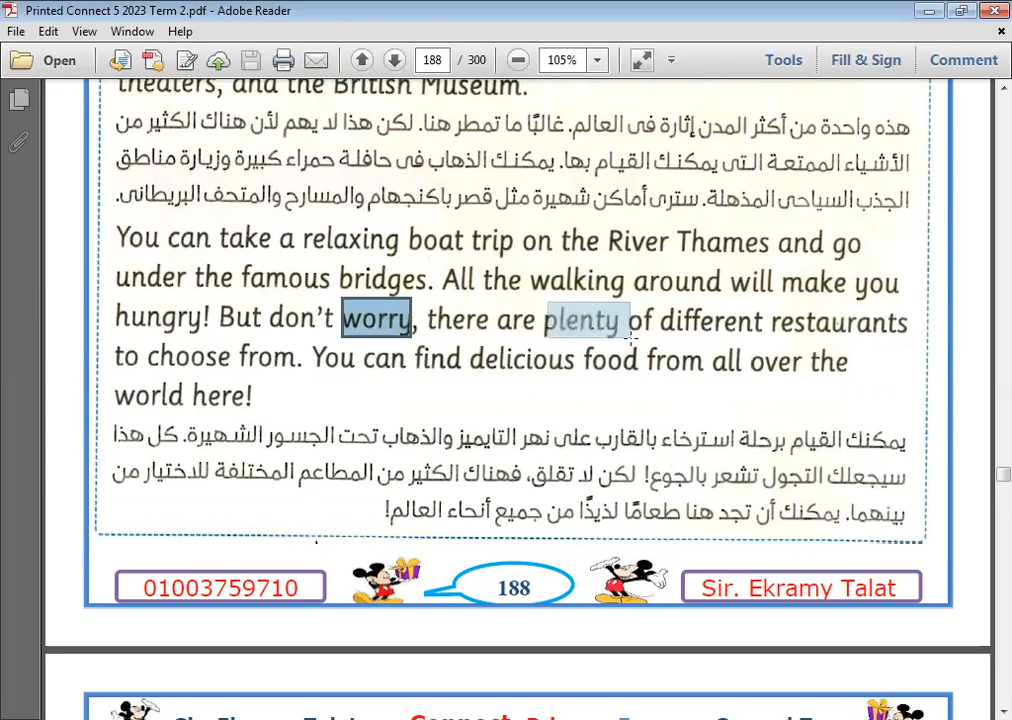 Printed Connect 5 2023 Term 2.pdf - Adobe Reader
File Edit View Window Help
Open 188 / 300 105% Tools Fill & Sign Comment
theaters, and the British Museum.
هذه واحدة من أكثر المدن إثارة فى العالم. غالبًا ما تمطر هنا. لكن هذا لا يهم لأن هناك الكثير من
الأشياء الممتعة التى يمكنك القيام بها. يمكنك الذهاب فى حافلة حمراء كبيرة وزيارة مناطق
الجذب السياحى المذهلة. سترى أماكن شهيرة مثل قصر باكنجهام والمسارح والمتحف البريطانى.
You can take a relaxing boat trip on the River Thames and go
under the famous bridges. All the walking around will make you
hungry! But don't worry, there are plenty of different restaurants
to choose from. You can find delicious food from all over the
world here!
يمكنك القيام برحلة استرخاء بالقارب على نهر التايميز والذهاب تحت الجسور الشهيرة. كل هذا
سيجعلك التجول تشعر بالجوع! لكن لا تقلق، فهناك الكثير من المطاعم المختلفة للاختيار من
بينهما. يمكنك أن تجد هنا طعامًا لذيذًا من جميع أنحاء العالم!
01003759710 188 Sir. Ekramy Talat